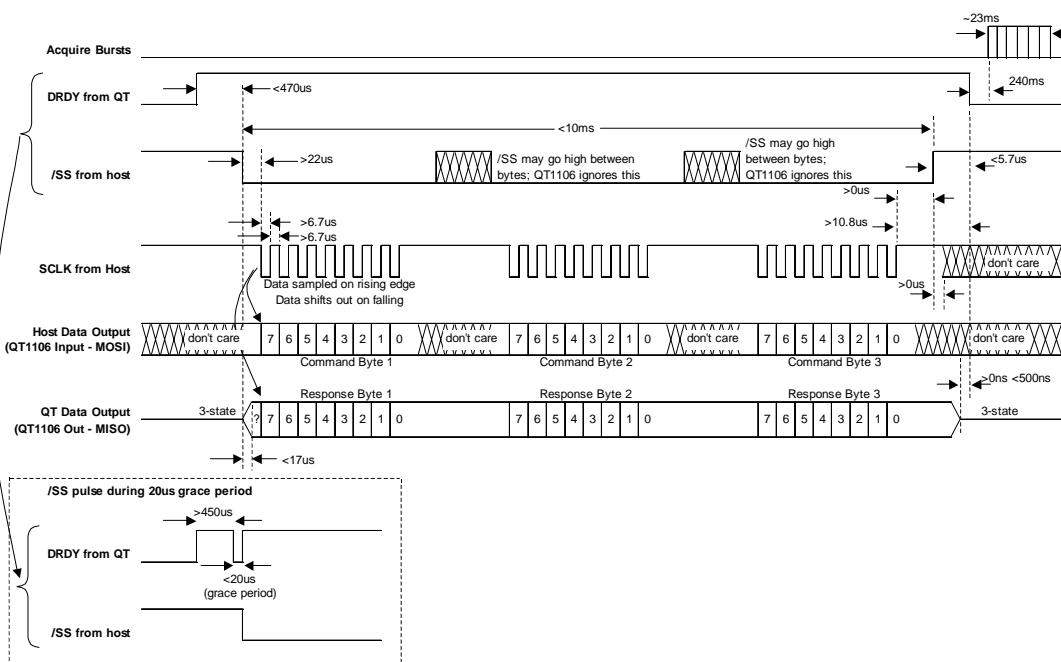 ~23ms
Acquire Bursts
DRDY from QT
<470us
240ms
<10ms
/SS from host
>22us
/SS may go high between
bytes; QT1106 ignores this
/SS may go high
between bytes;
QT1106 ignores this
<5.7us
>0us
>6.7us
>6.7us
>10.8us
SCLK from Host
Data sampled on rising edge
Data shifts out on falling
don't care
>0us
Host Data Output
(QT1106 Input - MOSI)
don't care 7 6 5 4 3 2 1 0 don't care 7 6 5 4 3 2 1 0 don't care 7 6 5 4 3 2 1 0 don't care
Command Byte 1 Command Byte 2 Command Byte 3
>0ns <500ns
Response Byte 1 Response Byte 2 Response Byte 3
QT Data Output
(QT1106 Out - MISO)
3-state ? 7 6 5 4 3 2 1 0 7 6 5 4 3 2 1 0 7 6 5 4 3 2 1 0 3-state
<17us
/SS pulse during 20us grace period
>450us
DRDY from QT
<20us
(grace period)
/SS from host